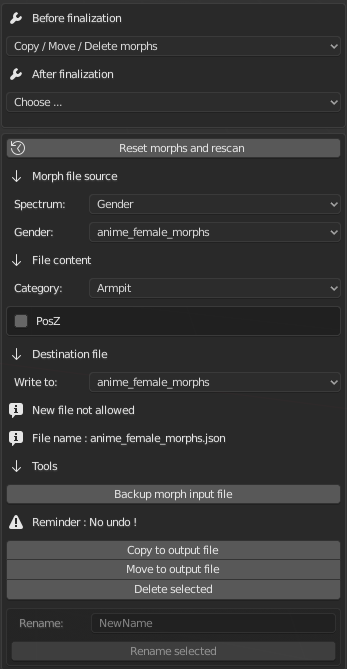 Before finalization
Copy / Move / Delete morphs
After finalization
Choose ...
Reset morphs and rescan
Morph file source
Spectrum: Gender
Gender: anime_female_morphs
File content
Category: Armpit
PosZ
Destination file
Write to: anime_female_morphs
New file not allowed
File name : anime_female_morphs.json
Tools
Backup morph input file
Reminder : No undo !
Copy to output file
Move to output file
Delete selected
Rename: NewName
Rename selected